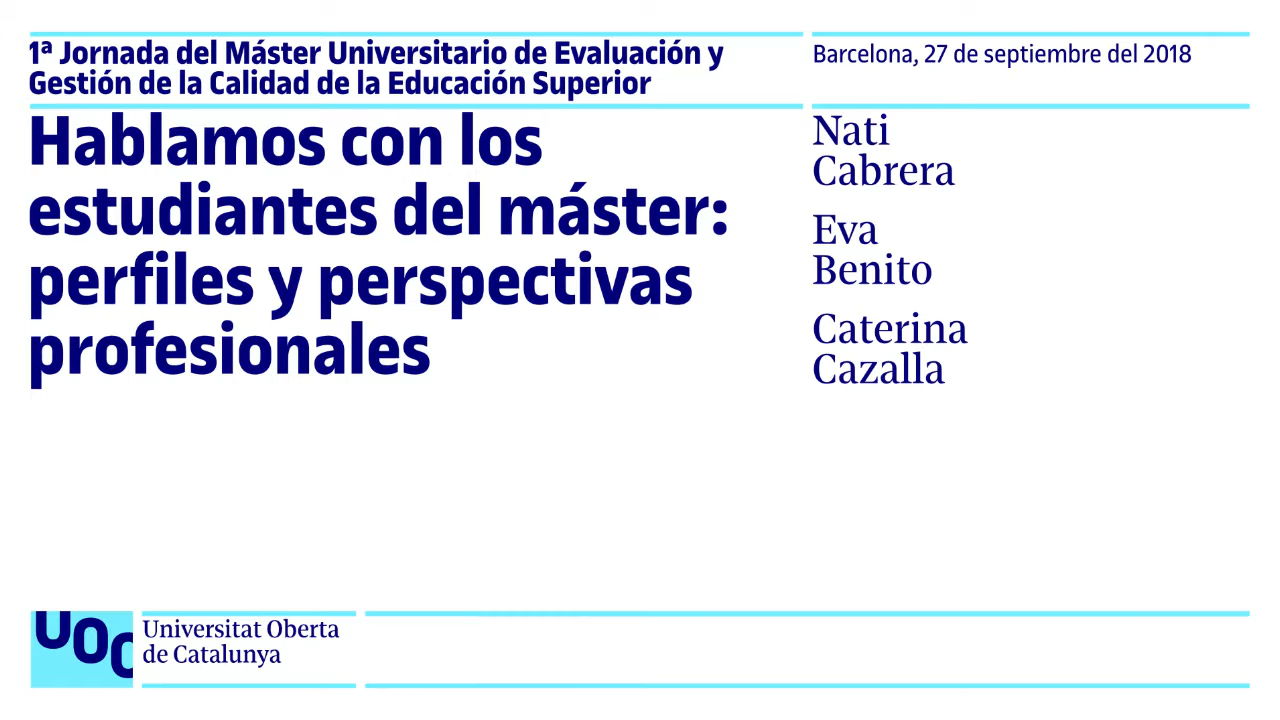 1ª Jornada del Máster Universitario de Evaluación y
Gestión de la Calidad de la Educación Superior
Barcelona, 27 de septiembre del 2018
Hablamos con los
estudiantes del máster:
perfiles y perspectivas
profesionales
Nati
Cabrera
Eva
Benito
Caterina
Cazalla
UOC
Universitat Oberta
de Catalunya